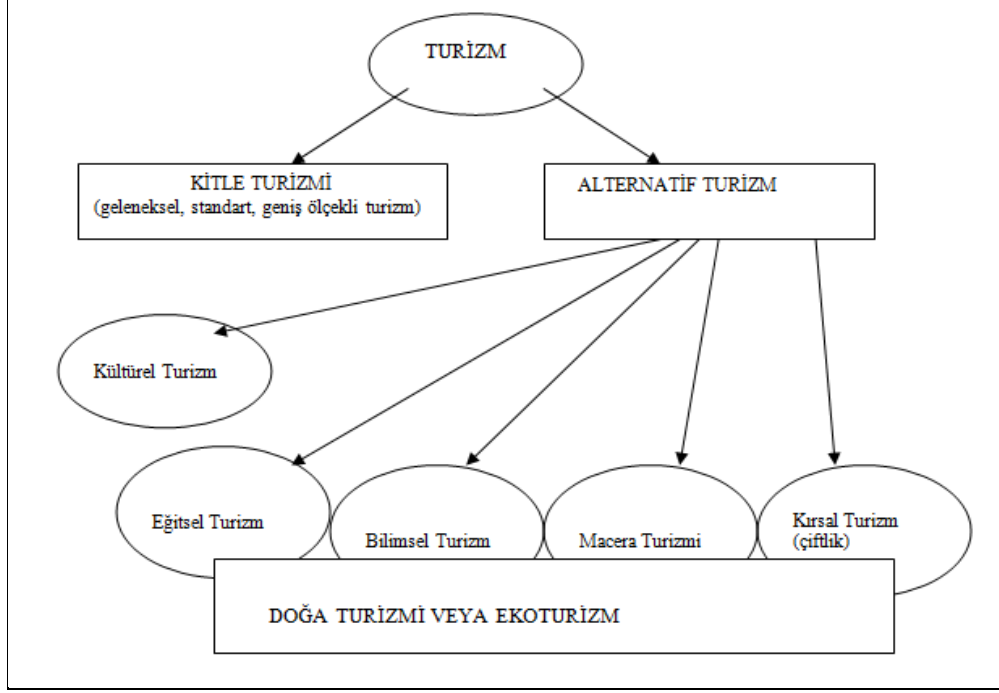 TURİZM
KİTLE TURİZMİ
(geleneksel, standart, geniş ölçekli turizm)
ALTERNATİF TURİZM
Kültürel Turizm
Eğitsel Turizm
Bilimsel Turizm
Macera Turizmi
Kırsal Turizm
(çiftlik)
DOĞA TURİZMİ VEYA EKOTURİZM